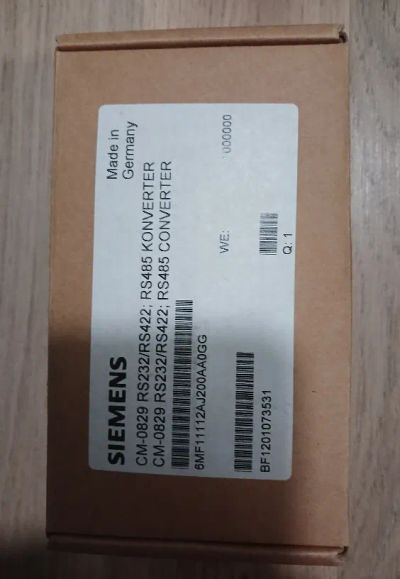 SIEMENS
Made in
Germany
CM-0829 RS232/RS422; RS485 KONVERTER
CM-0829 RS232/RS422; RS485 CONVERTER
6MF11112AJ200AA0GG
WE:
000000
BF1201073531
Q: 1